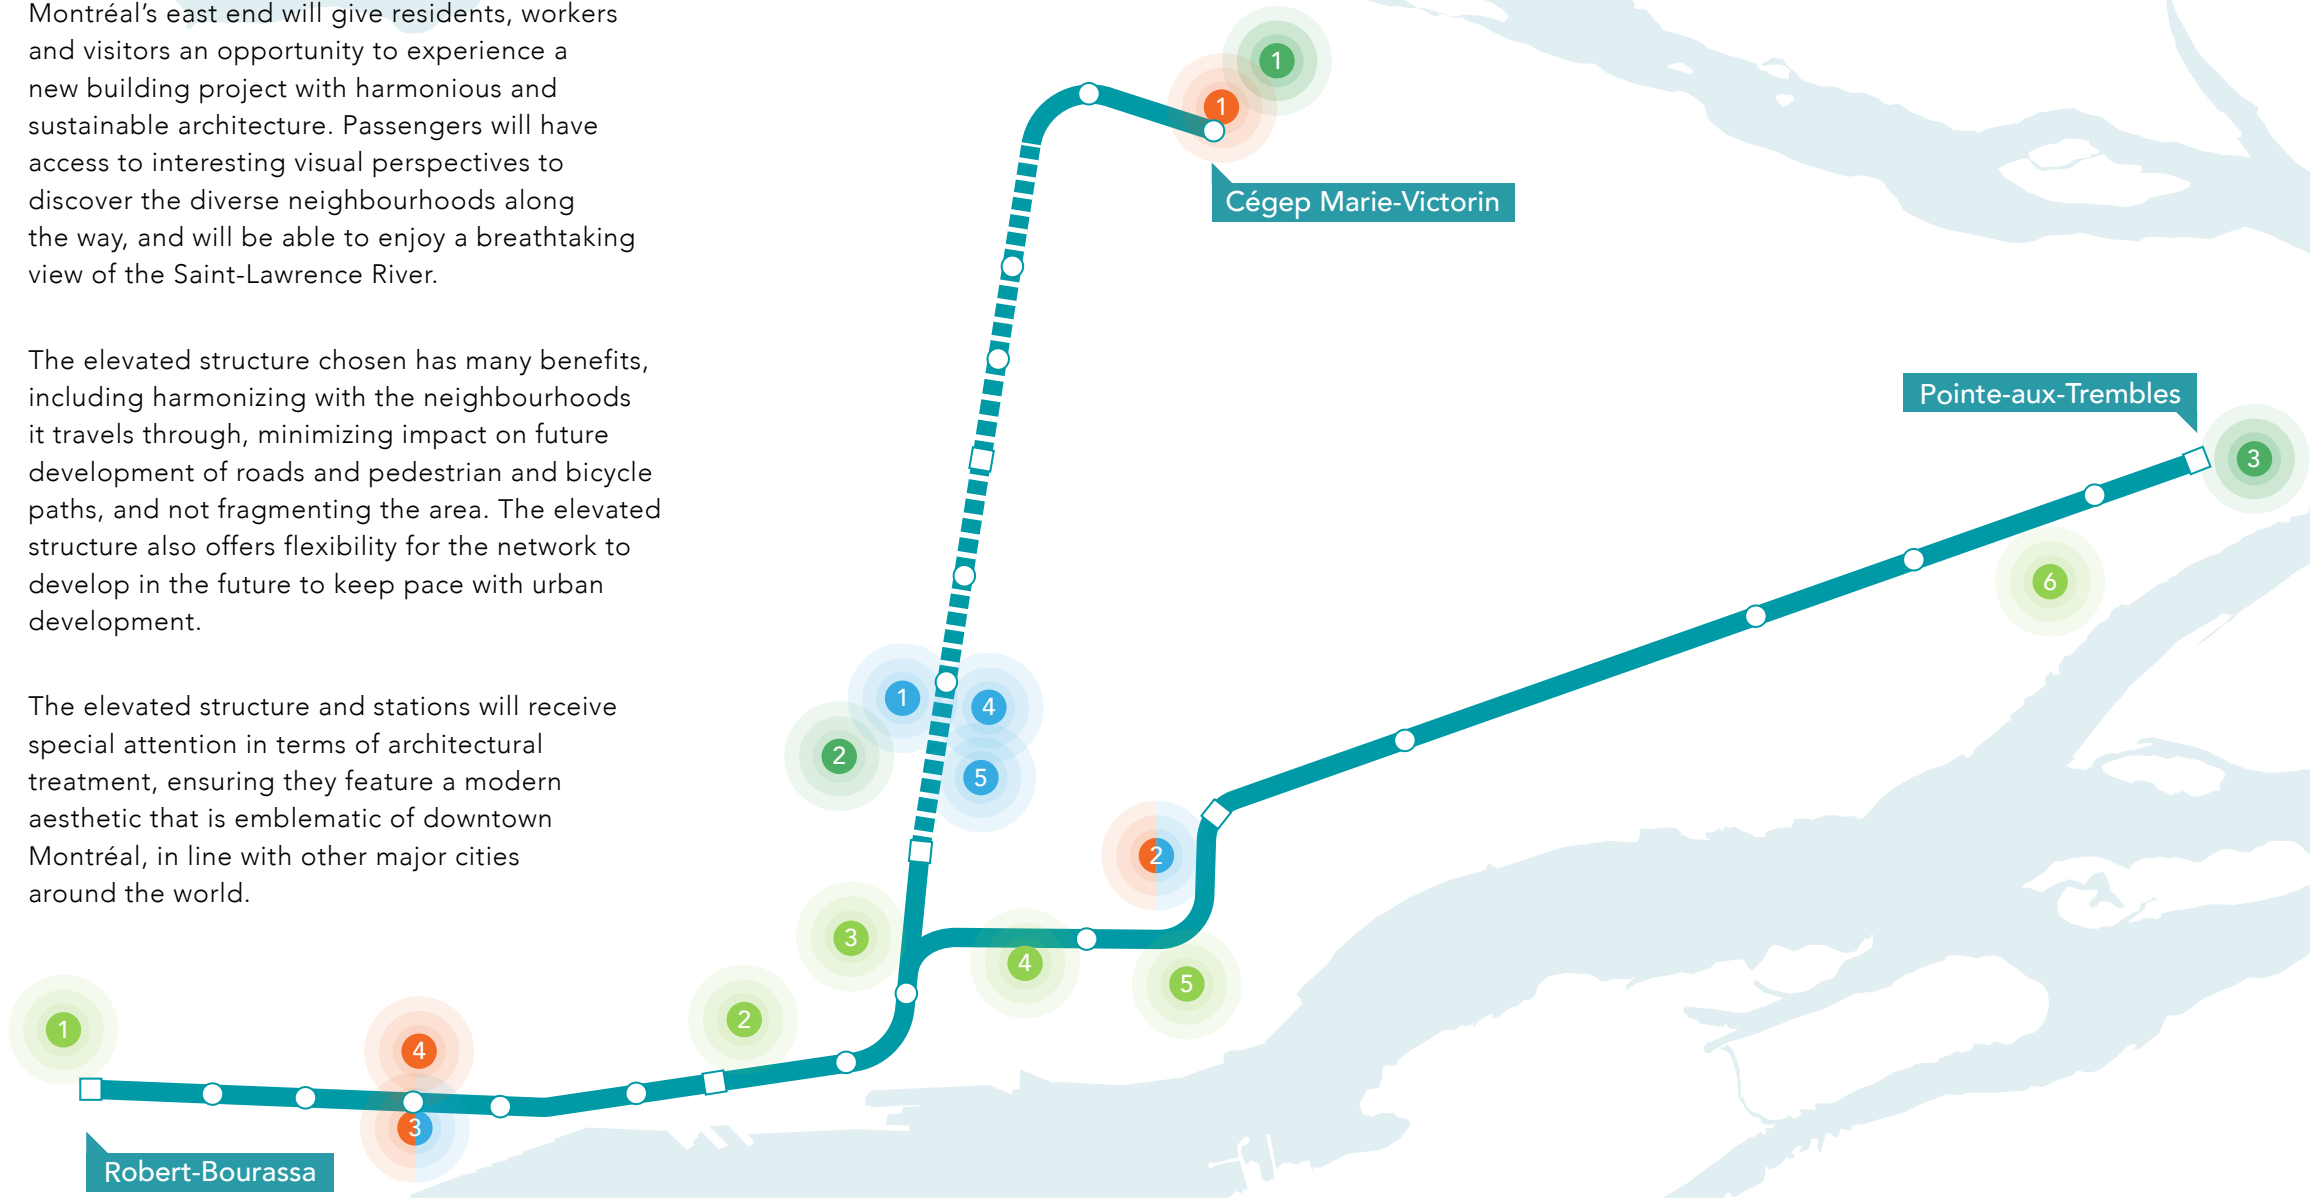 Montréal’s east end will give residents, workers
and visitors an opportunity to experience a
new building project with harmonious and
sustainable architecture. Passengers will have
access to interesting visual perspectives to
discover the diverse neighbourhoods along
the way, and will be able to enjoy a breathtaking
view of the Saint-Lawrence River.
The elevated structure chosen has many benefits,
including harmonizing with the neighbourhoods
it travels through, minimizing impact on future
development of roads and pedestrian and bicycle
paths, and not fragmenting the area. The elevated
structure also offers flexibility for the network to
develop in the future to keep pace with urban
development.
The elevated structure and stations will receive
special attention in terms of architectural
treatment, ensuring they feature a modern
aesthetic that is emblematic of downtown
Montréal, in line with other major cities
around the world.
1
1
Cégep Marie-Victorin
Pointe-aux-Trembles
3
6
1
4
2
5
2
3
4
5
2
1
4
3
Robert-Bourassa